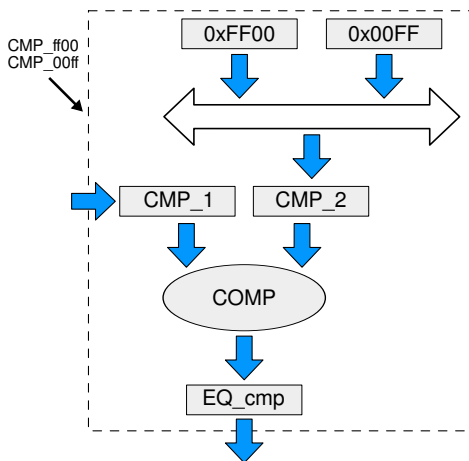 CMP_ff00
CMP_00ff
0xFF00
0x00FF
CMP_1
CMP_2
COMP
EQ_cmp